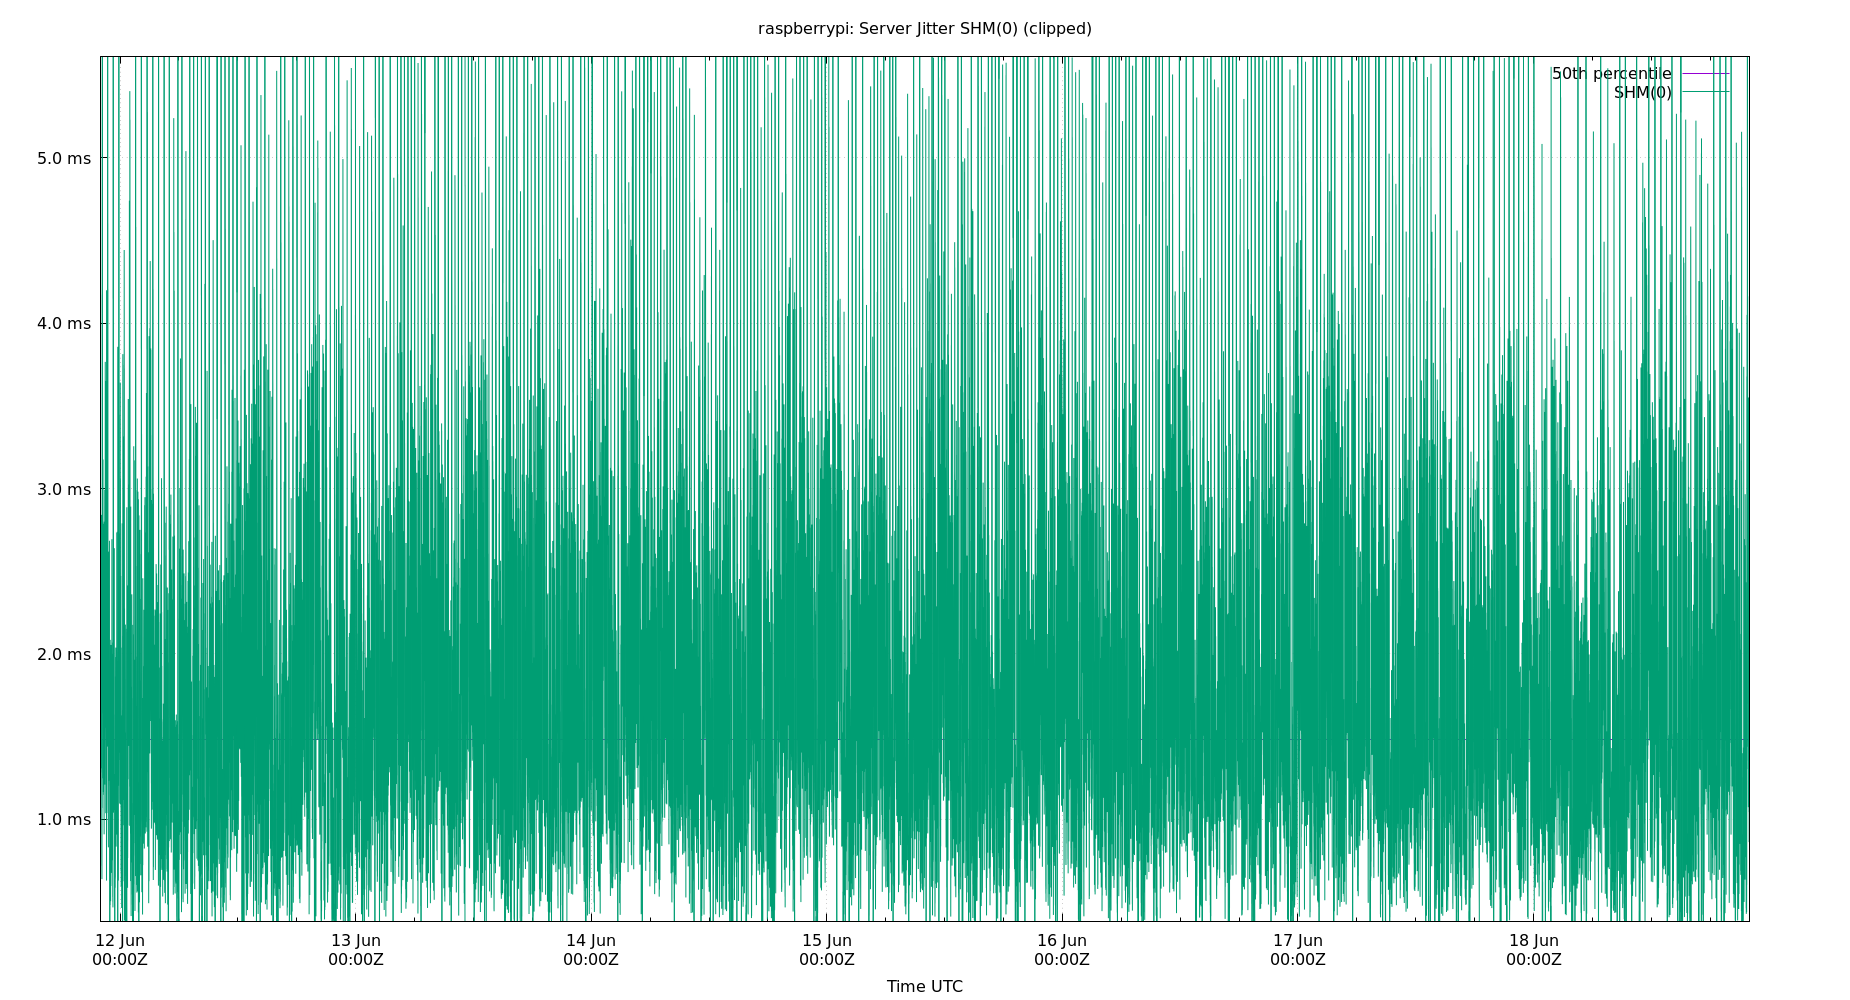 raspberrypi: Server Jitter SHM(0) (clipped)
50th percentile
SHM(0)
5.0 ms
4.0 ms
3.0 ms
2.0 ms
1.0 ms
12 Jun 13 Jun 14 Jun 15 Jun 16 Jun 17 Jun 18 Jun
00:00Z 00:00Z 00:00Z 00:00Z 00:00Z 00:00Z 00:00Z
Time UTC